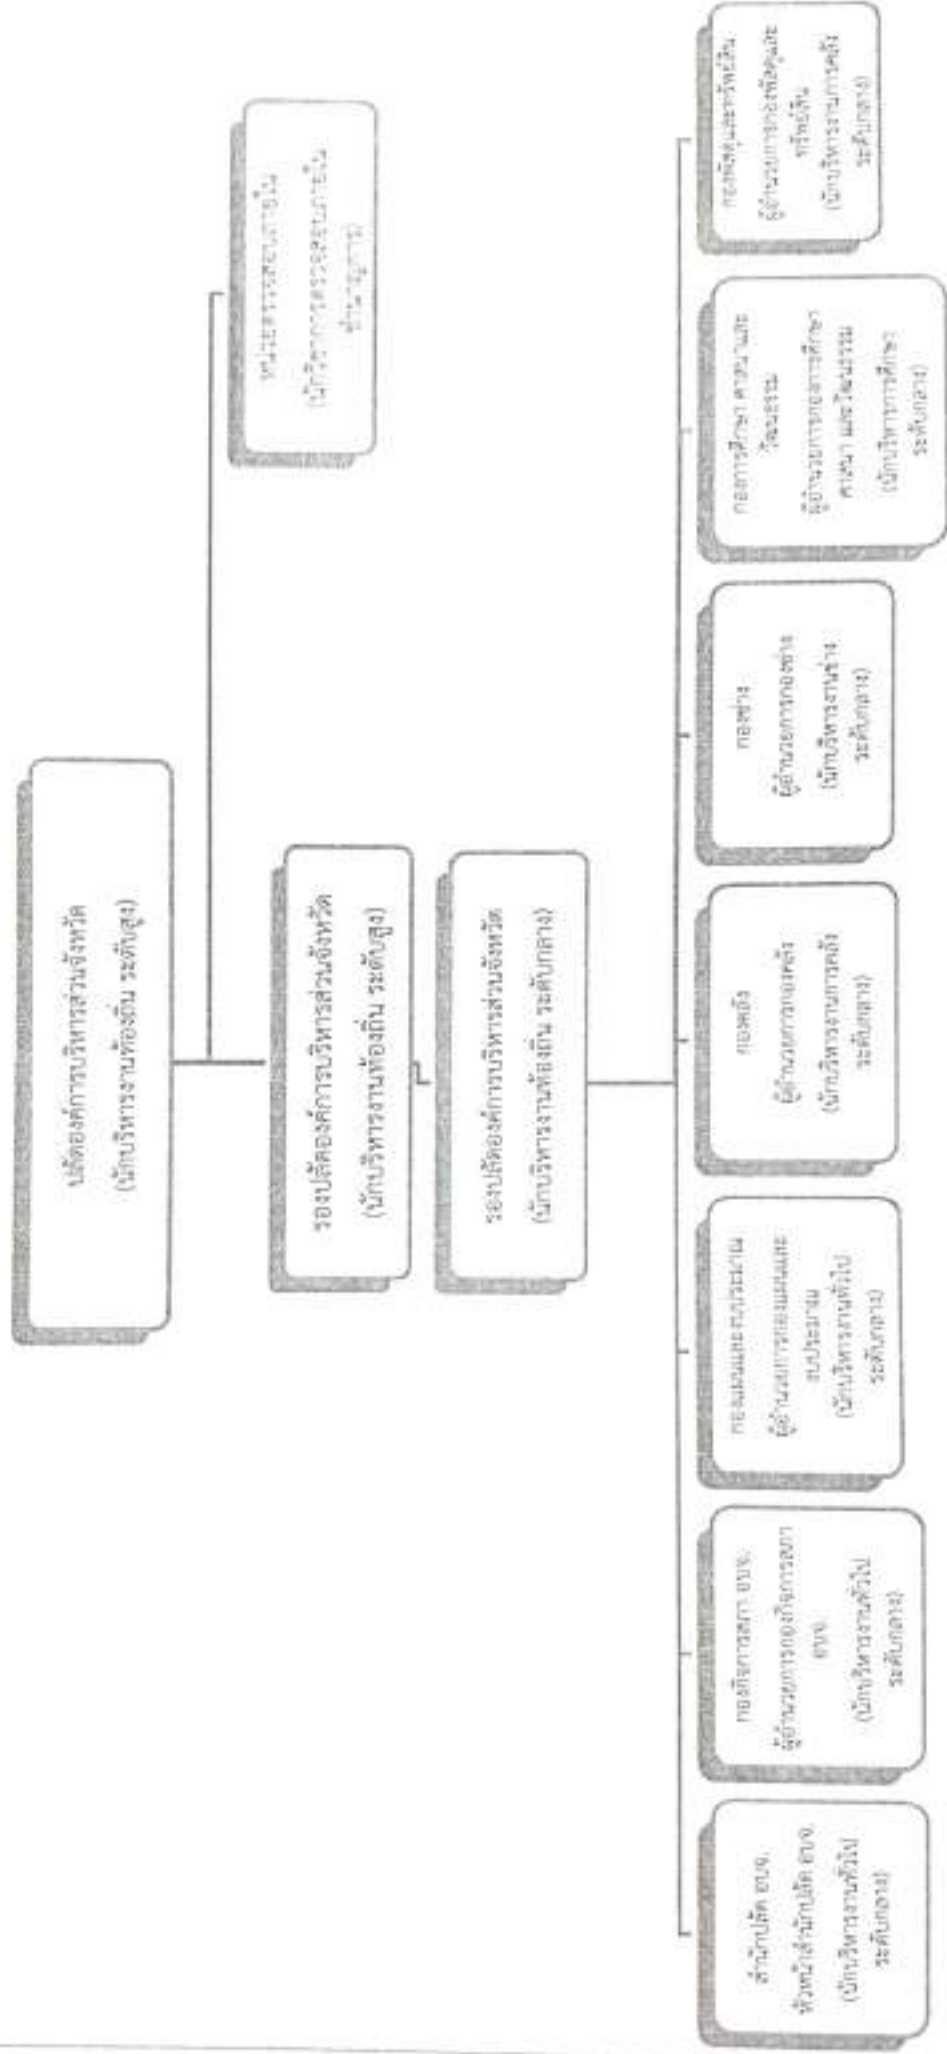 ปลัดองค์การบริหารส่วนจังหวัด
(นักบริหารงานท้องถิ่น ระดับสูง)
หน่วยตรวจสอบภายใน
(นักวิชาการตรวจสอบภายใน
ชำนาญการ)
รองปลัดองค์การบริหารส่วนจังหวัด
(นักบริหารงานท้องถิ่น ระดับสูง)
รองปลัดองค์การบริหารส่วนจังหวัด
(นักบริหารงานท้องถิ่น ระดับกลาง)
สำนักปลัด อบจ.
หัวหน้าสำนักปลัด อบจ.
(นักบริหารงานทั่วไป
ระดับกลาง)
กองกิจการสภา อบจ.
ผู้อำนวยการกองกิจการสภา
อบจ.
(นักบริหารงานทั่วไป
ระดับกลาง)
กองแผนและงบประมาณ
ผู้อำนวยการกองแผนและ
งบประมาณ
(นักบริหารงานทั่วไป
ระดับกลาง)
กองคลัง
ผู้อำนวยการกองคลัง
(นักบริหารงานการคลัง
ระดับกลาง)
กองช่าง
ผู้อำนวยการกองช่าง
(นักบริหารงานช่าง
ระดับกลาง)
กองการศึกษา ศาสนาและ
วัฒนธรรม
ผู้อำนวยการกองการศึกษา
ศาสนา และวัฒนธรรม
(นักบริหารการศึกษา
ระดับกลาง)
กองพัสดุและทรัพย์สิน
ผู้อำนวยการกองพัสดุและ
ทรัพย์สิน
(นักบริหารงานการคลัง
ระดับกลาง)